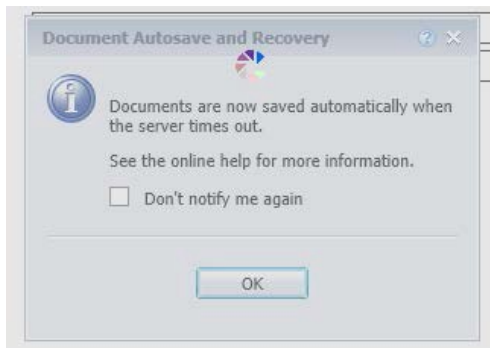 Document Autosave and Recovery
Documents are now saved automatically when
the server times out.
See the online help for more information.
Don't notify me again
OK